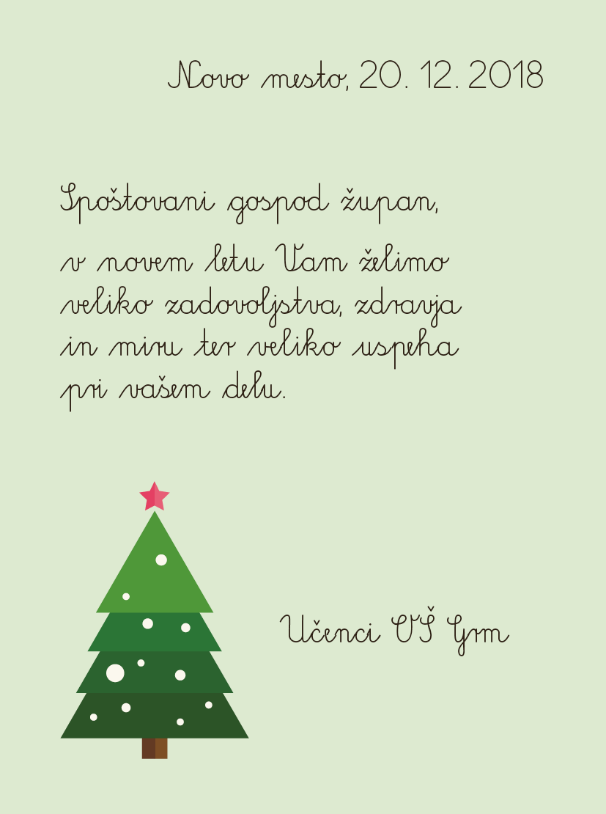 Novo mesto, 20. 12. 2018
Spoštovani gospod župan,
v novem letu Vam želimo
veliko zadovoljstva, zdravja
in miru ter veliko uspeha
pri vašem delu.
Učenci OŠ Grm